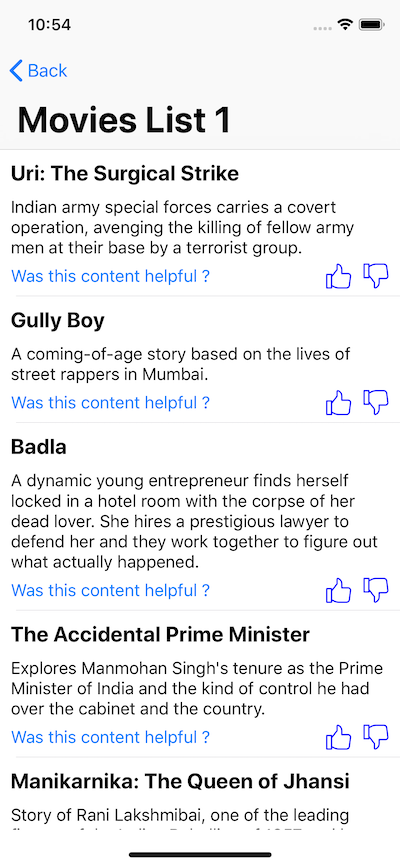 10:54
Back
Movies List 1
Uri: The Surgical Strike
Indian army special forces carries a covert
operation, avenging the killing of fellow army
men at their base by a terrorist group.
Was this content helpful ?
Gully Boy
A coming-of-age story based on the lives of
street rappers in Mumbai.
Was this content helpful ?
Badla
A dynamic young entrepreneur finds herself
locked in a hotel room with the corpse of her
dead lover. She hires a prestigious lawyer to
defend her and they work together to figure out
what actually happened.
Was this content helpful ?
The Accidental Prime Minister
Explores Manmohan Singh's tenure as the Prime
Minister of India and the kind of control he had
over the cabinet and the country.
Was this content helpful ?
Manikarnika: The Queen of Jhansi
Story of Rani Lakshmibai, one of the leading